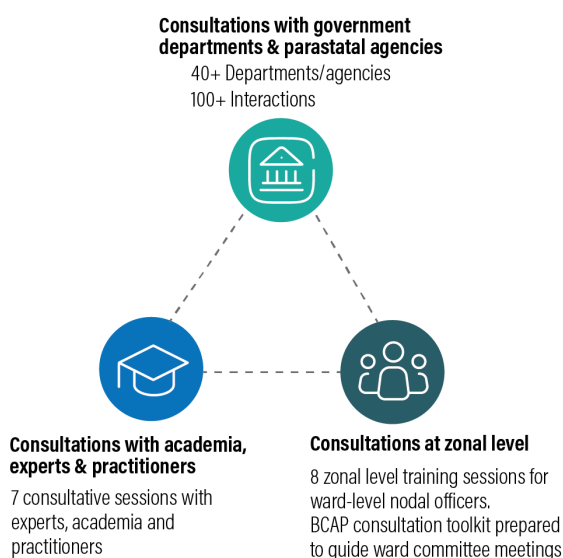 Consultations with government
departments & parastatal agencies
40+ Departments/agencies
100+ Interactions
Consultations with academia,
experts & practitioners
7 consultative sessions with
experts, academia and
practitioners
Consultations at zonal level
8 zonal level training sessions for
ward-level nodal officers.
BCAP consultation toolkit prepared
to guide ward committee meetings